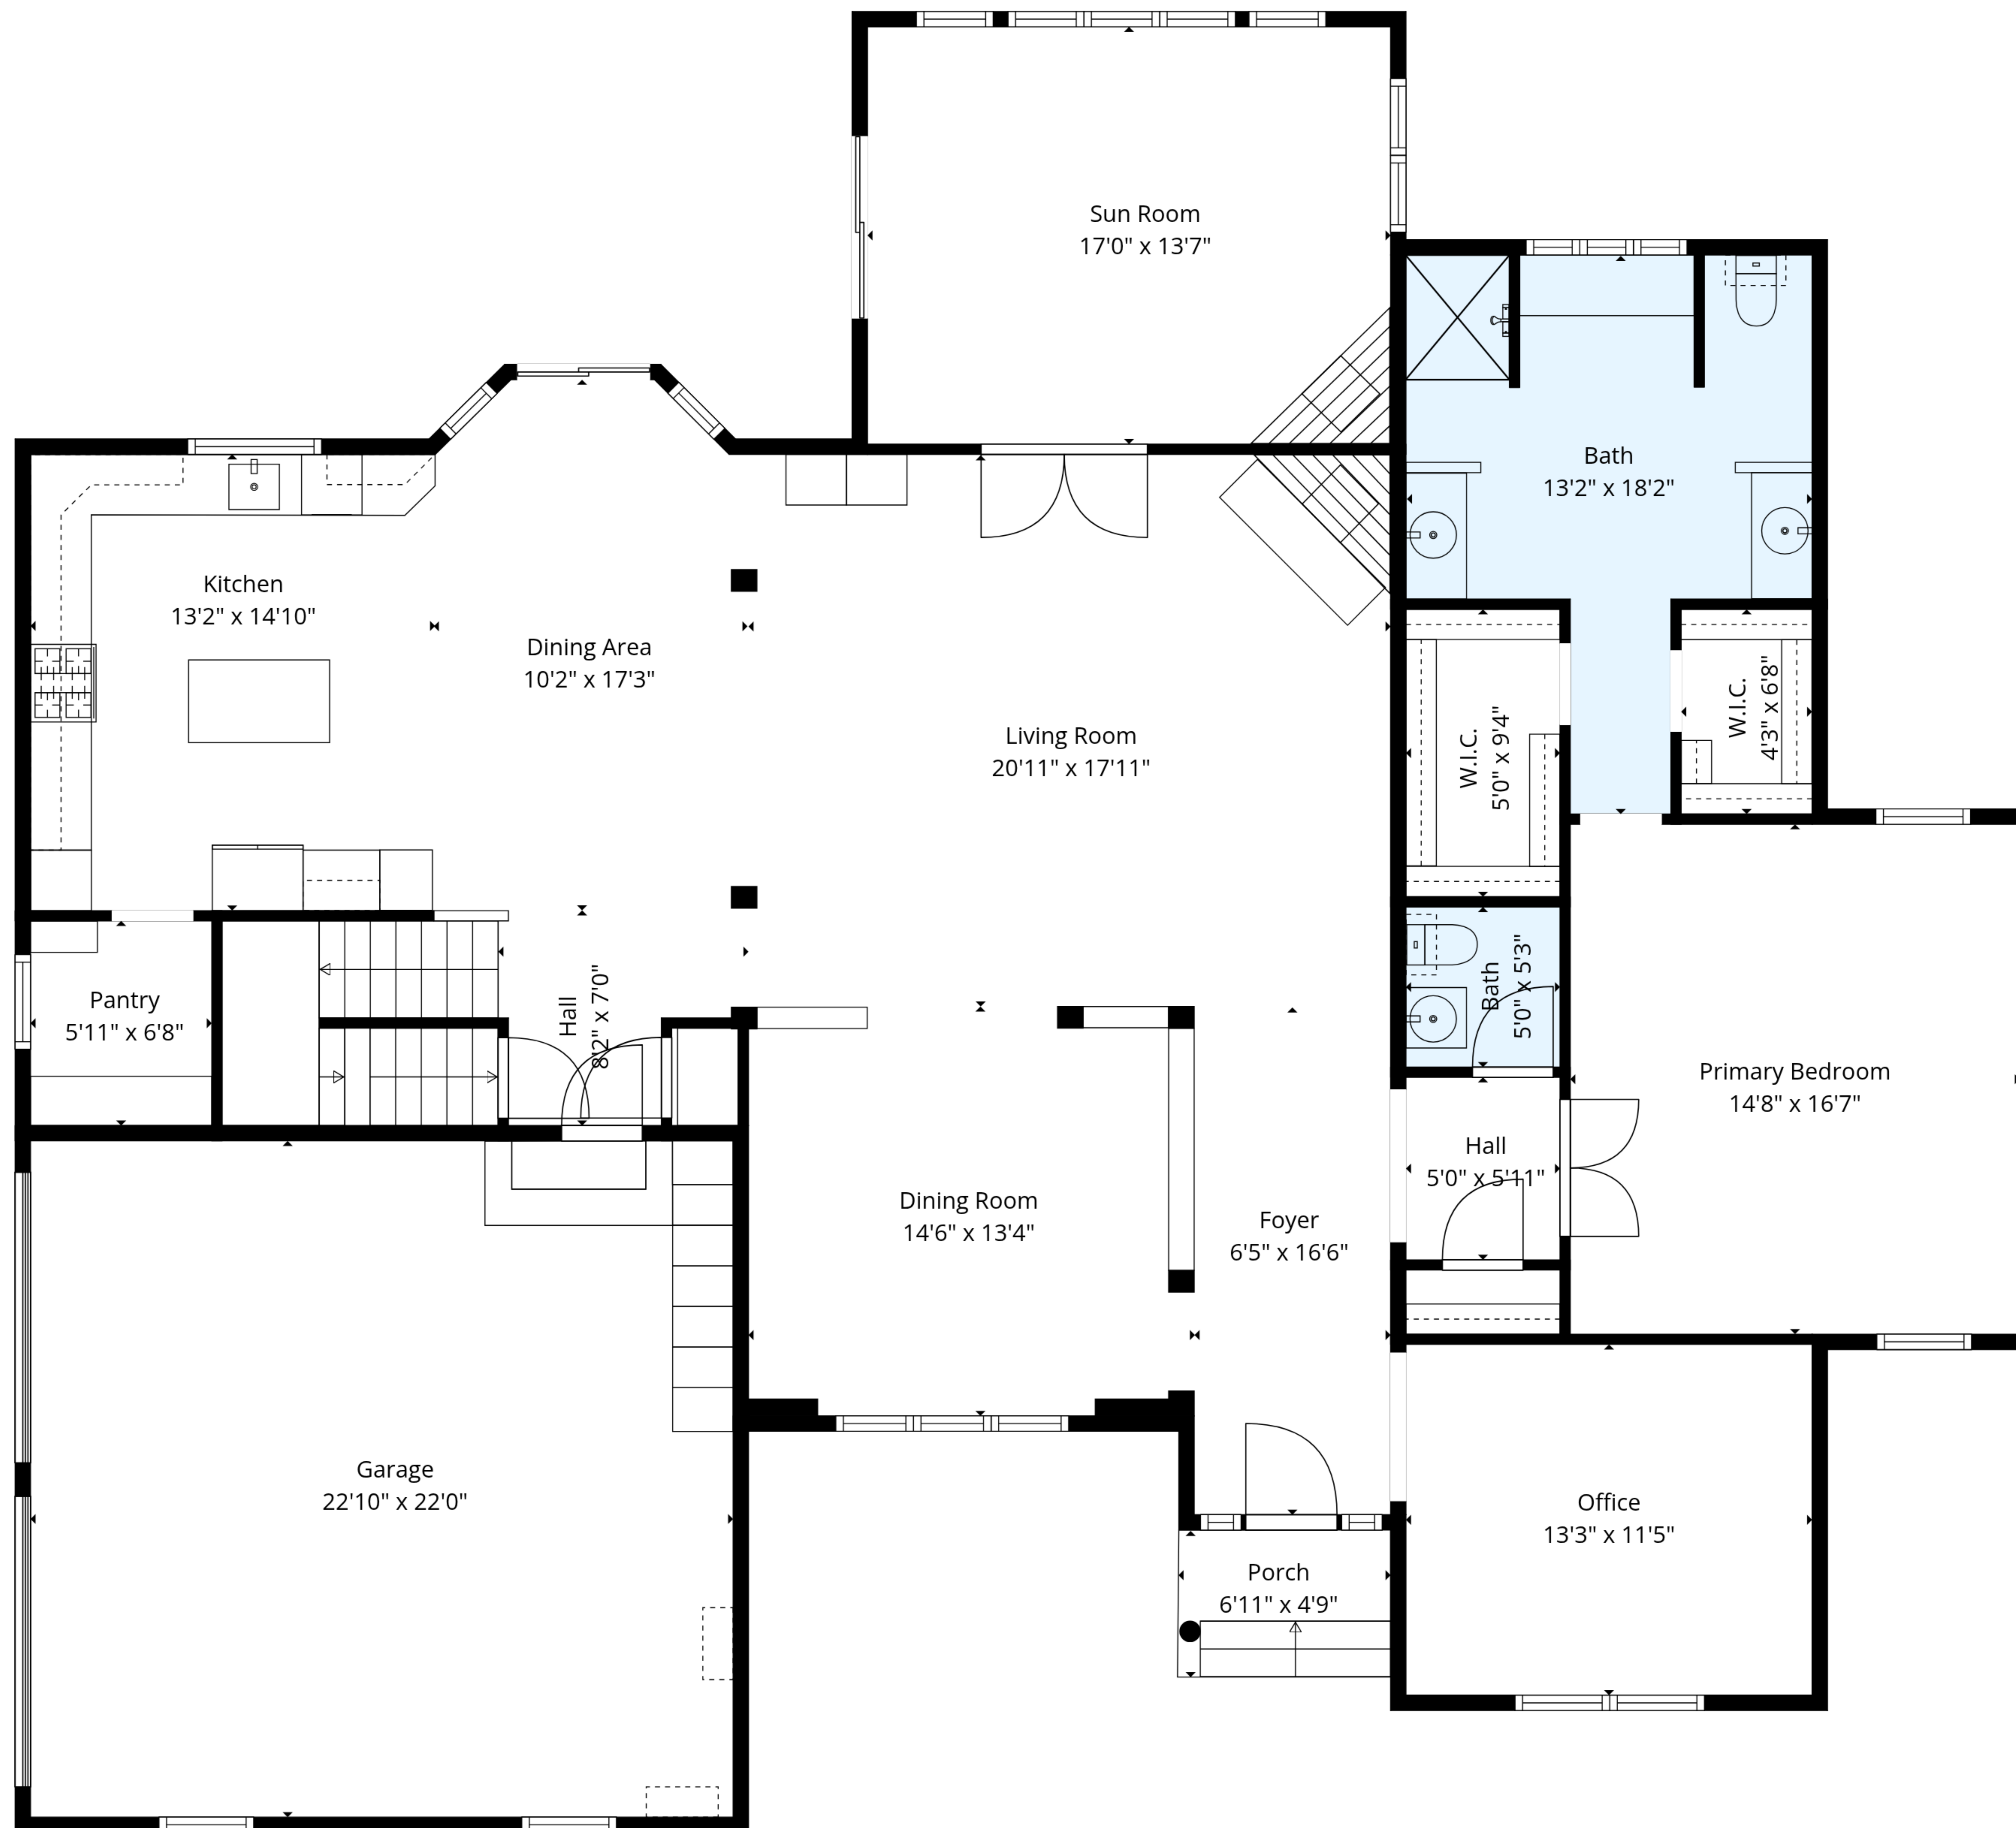 Sun Room
17'0" x 13'7"
Bath
13'2" x 18'2"
Kitchen
13'2" x 14'10"
Dining Area
10'2" x 17'3"
Living Room
20'11" x 17'11"
W.I.C.
5'0" x 9'4"
W.I.C.
4'3" x 6'8"
Pantry
5'11" x 6'8"
Hall
8'2" x 7'0"
Bath
5'0" x 5'3"
Primary Bedroom
14'8" x 16'7"
Hall
5'0" x 5'11"
Dining Room
14'6" x 13'4"
Foyer
6'5" x 16'6"
Garage
22'10" x 22'0"
Office
13'3" x 11'5"
Porch
6'11" x 4'9"